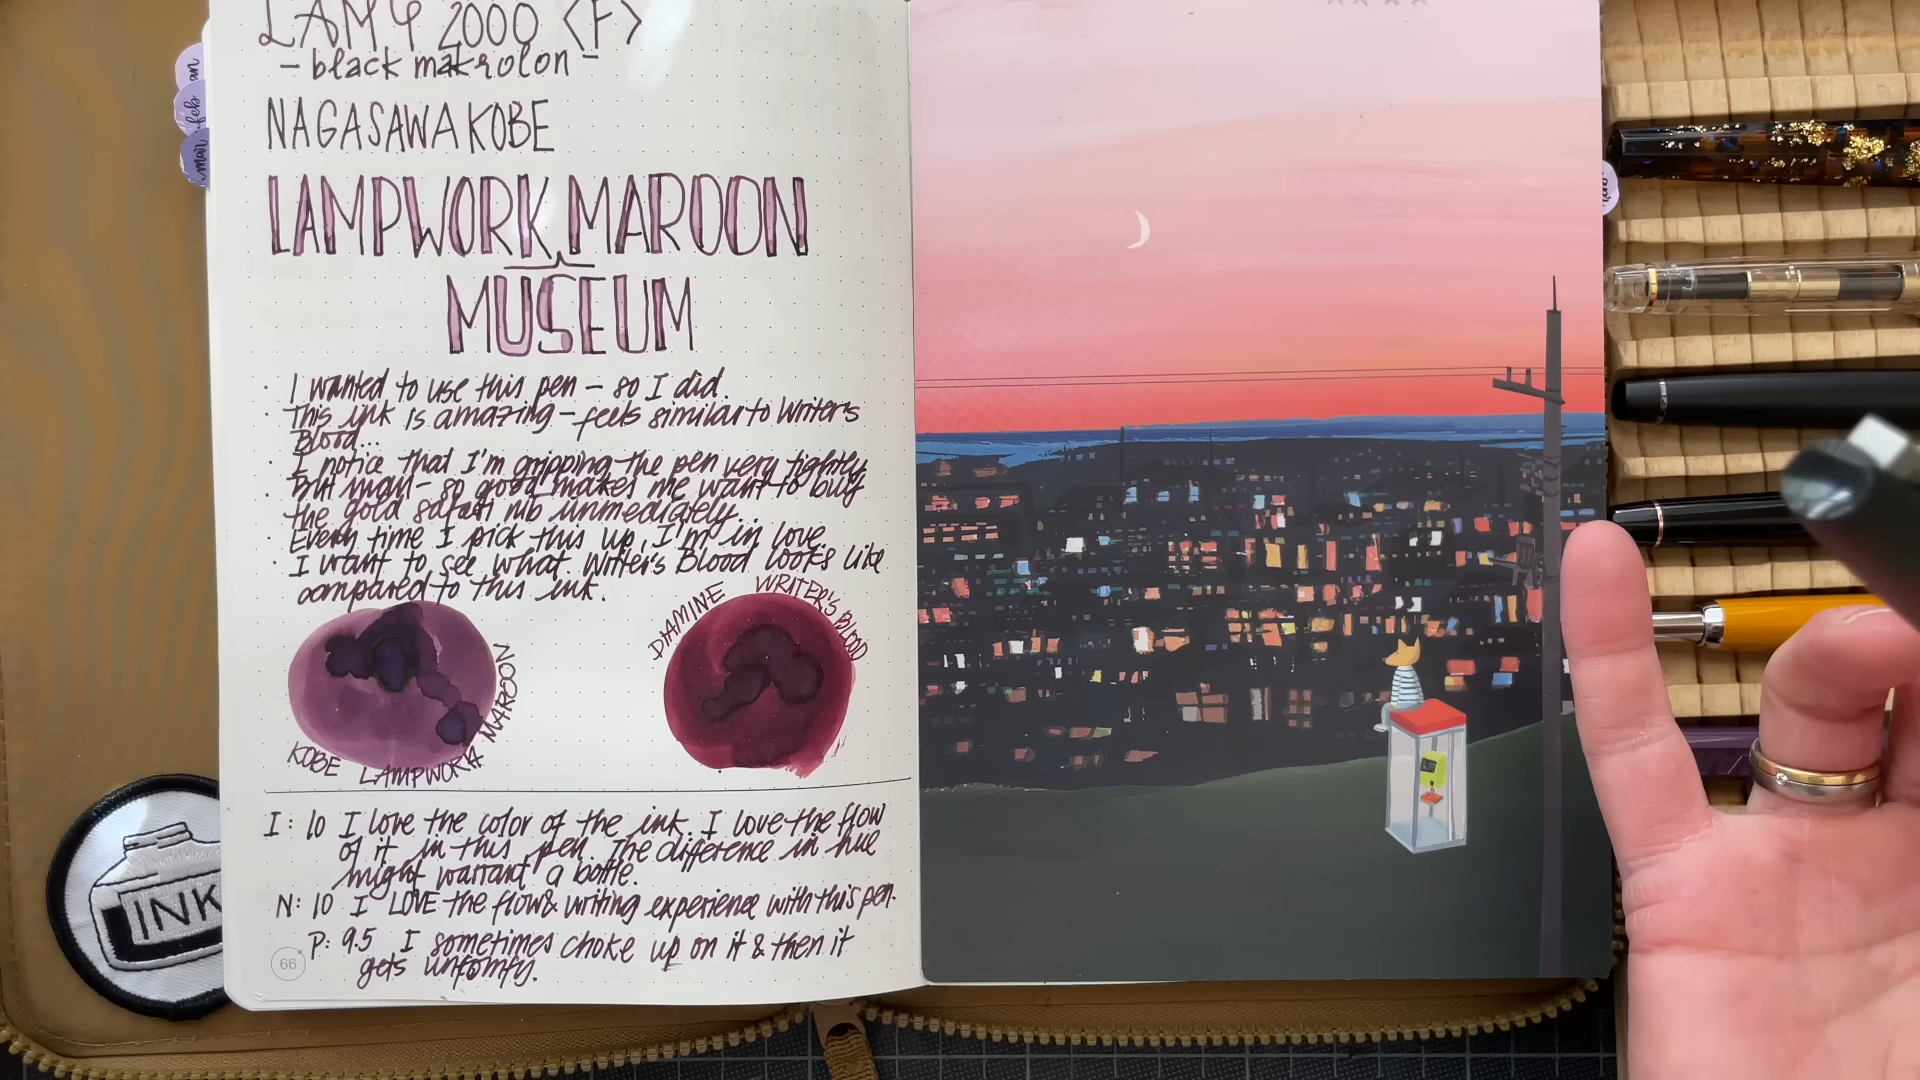 LAMY 2000 <F>
- black makrolon -
NAGASAWA KOBE
LAMPWORK MAROON
MUSEUM
· I wanted to use this pen – so I did.
· This ink is amazing – feels similar to Writer's
Blood...
· I notice that I'm gripping the pen very tightly
· but man – so good makes me want to buy
the gold safari nib immediately.
· Every time I pick this up, I'm in love.
· I want to see what Writer's Blood looks like
compared to this ink.
KOBE LAMPWORK MAROON
DIAMINE WRITER'S BLOOD
I: 10 I love the color of the ink. I love the flow
of it in this pen. The difference in hue
might warrant a bottle.
N: 10 I LOVE the flow & writing experience with this pen.
P: 9.5 I sometimes choke up on it & then it
gets unfomfy.
66
INK
feb
mar